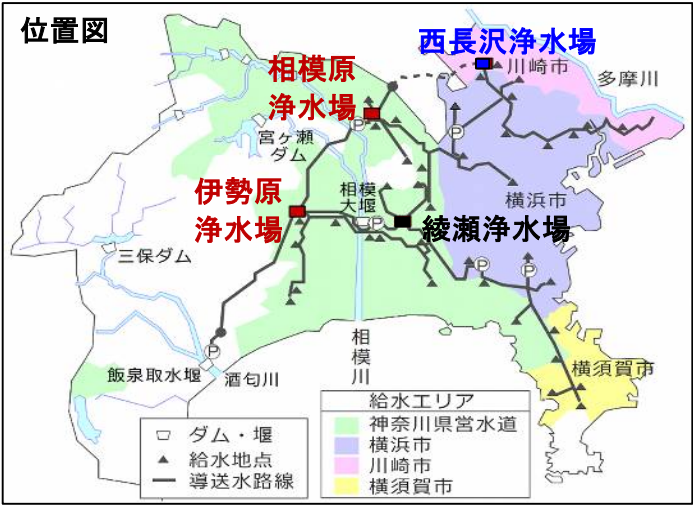 位置図
西長沢浄水場
川崎市
多摩川
相模原
浄水場
P
宮ヶ瀬
ダム
P
伊勢原
浄水場
相模
大堰
P
横浜市
綾瀬浄水場
三保ダム
P
P
P
飯泉取水堰
酒匂川
相模川
横須賀市
給水エリア
神奈川県営水道
横浜市
川崎市
横須賀市
ダム・堰
給水地点
導送水路線